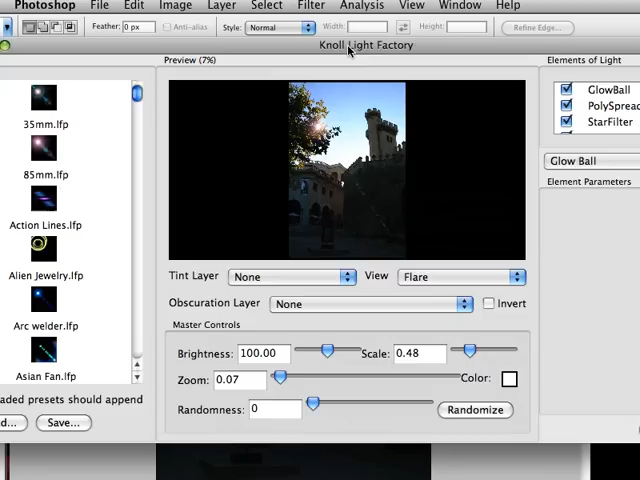 Photoshop File Edit Image Layer Select Filter Analysis View Window Help
Feather: 0 px Anti-alias Style: Normal Width: Height: Refine Edge...
Knoll Light Factory
Preview (7%) Elements of Light
35mm.lfp
85mm.lfp
Action Lines.lfp
Alien Jewelry.lfp
Arc welder.lfp
Asian Fan.lfp
aded presets should append
d... Save...
GlowBall
PolySpread
StarFilter
Glow Ball
Element Parameters
Tint Layer None View Flare
Obscuration Layer None Invert
Master Controls
Brightness: 100.00 Scale: 0.48
Zoom: 0.07 Color:
Randomness: 0 Randomize